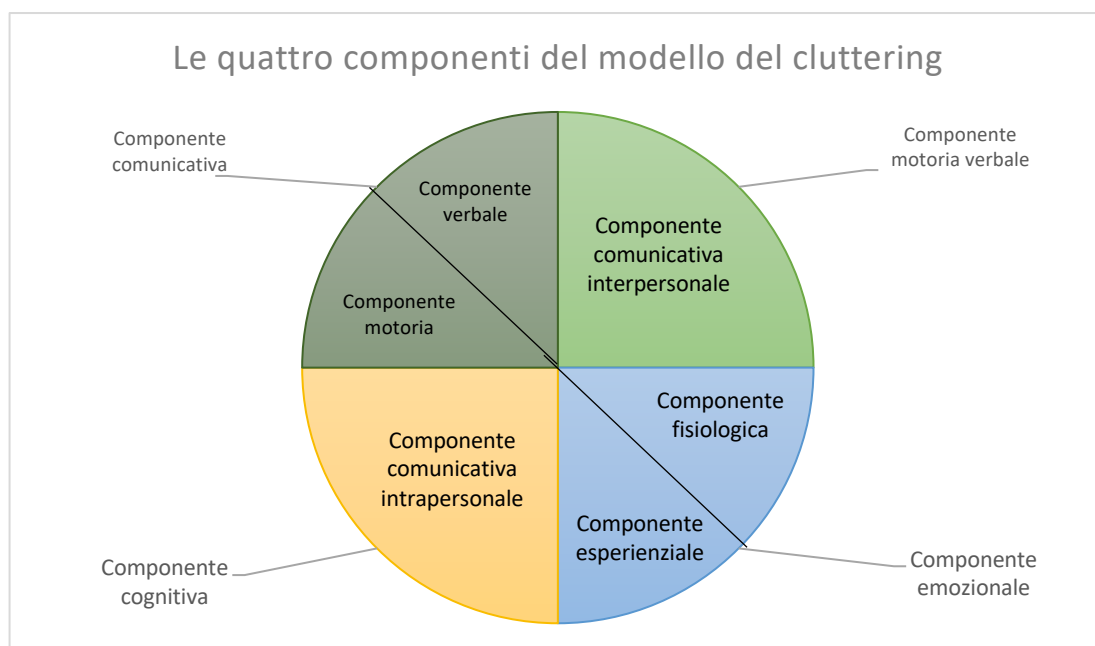 Le quattro componenti del modello del cluttering
Componente
comunicativa
Componente
motoria verbale
Componente
verbale
Componente
motoria
Componente
comunicativa
interpersonale
Componente
fisiologica
Componente
esperienziale
Componente
comunicativa
intrapersonale
Componente
cognitiva
Componente
emozionale